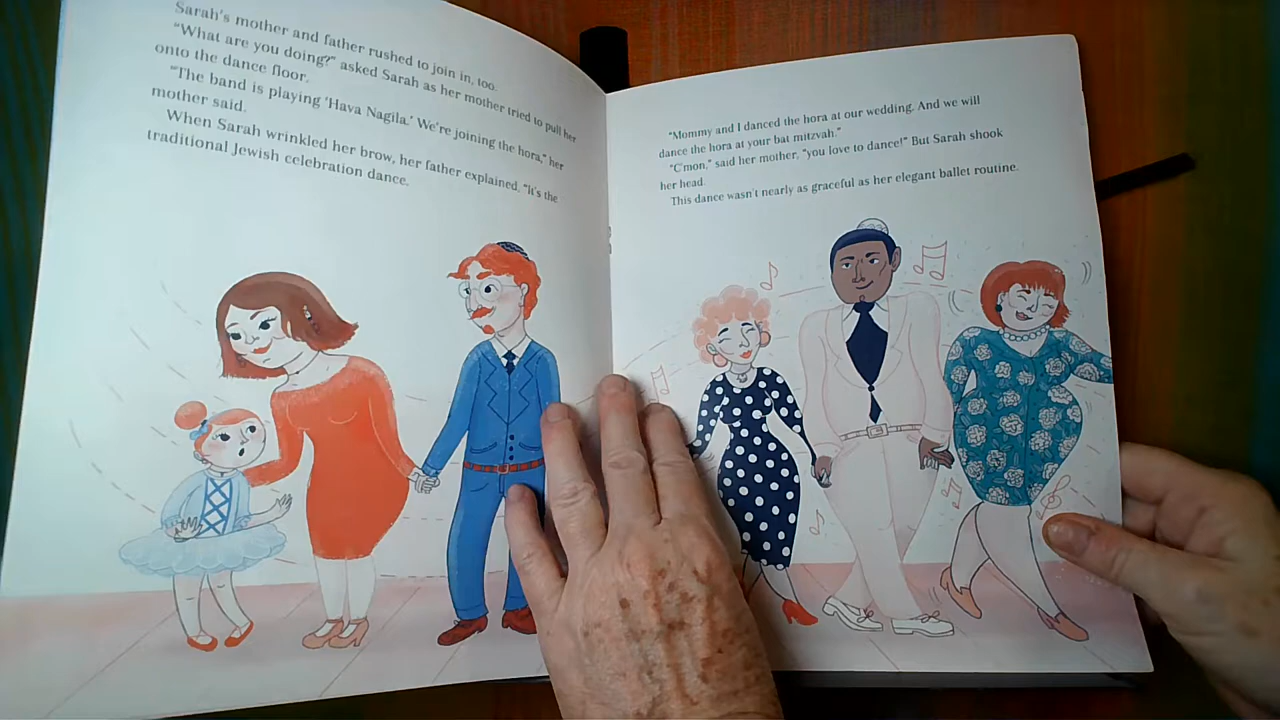 Sarah's mother and father rushed to join in, too.
"What are you doing?" asked Sarah as her mother tried to pull her
onto the dance floor.
"The band is playing 'Hava Nagila.' We're joining the hora," her
mother said.
When Sarah wrinkled her brow, her father explained, "It's the
traditional Jewish celebration dance.
"Mommy and I danced the hora at our wedding. And we will
dance the hora at your bat mitzvah."
"C'mon," said her mother, "you love to dance!" But Sarah shook
her head.
This dance wasn't nearly as graceful as her elegant ballet routine.